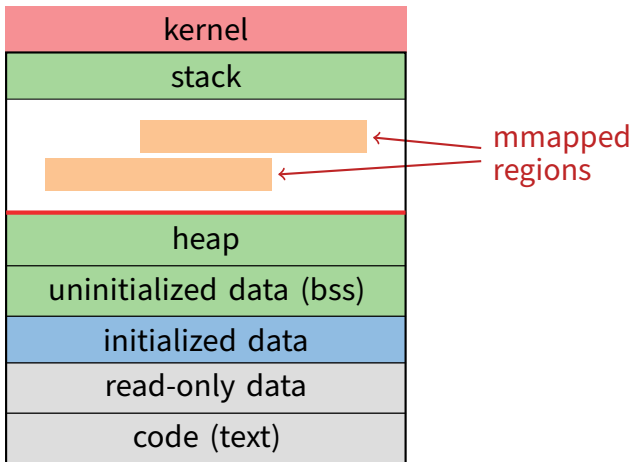 kernel
stack
mmapped
regions
heap
uninitialized data (bss)
initialized data
read-only data
code (text)